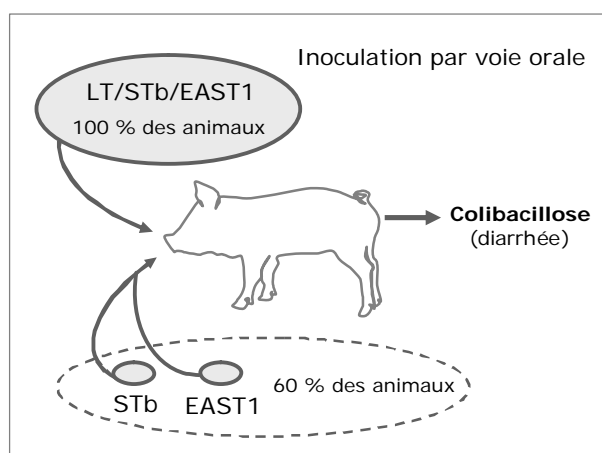 Inoculation par voie orale
LT/STb/EAST1
100 % des animaux
Colibacillose
(diarrhée)
60 % des animaux
STb
EAST1